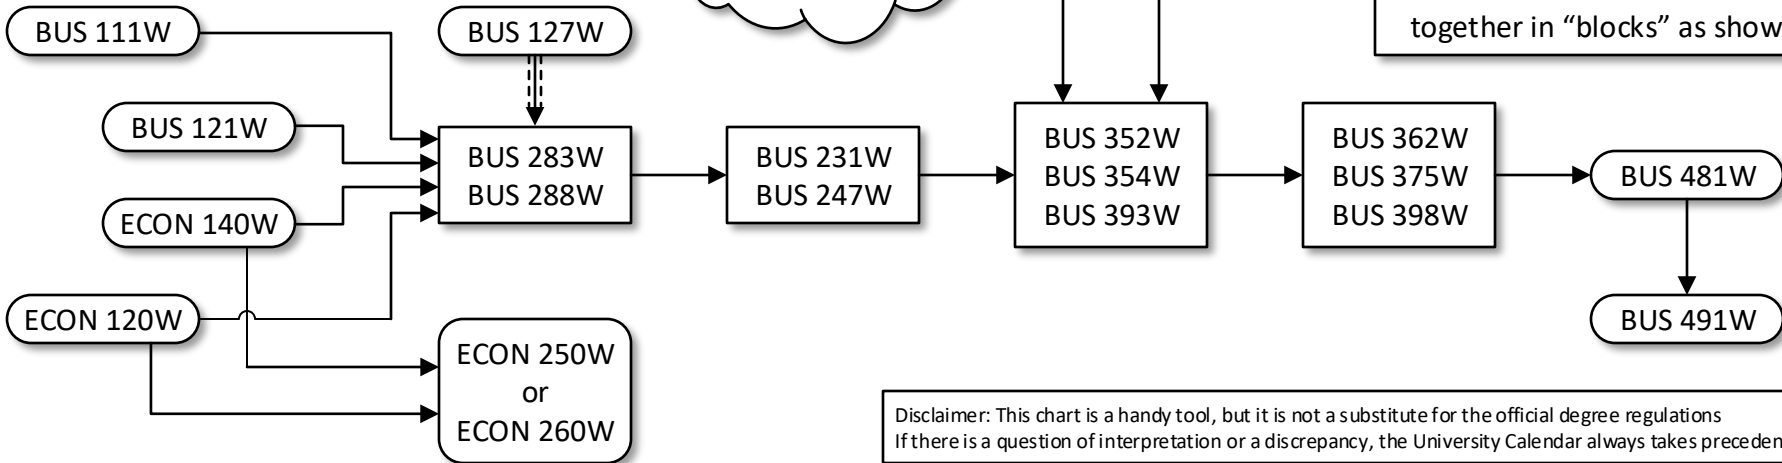 together in “blocks” as show
BUS 111W
BUS 127W
BUS 121W
ECON 140W
ECON 120W
BUS 283W
BUS 288W
BUS 231W
BUS 247W
BUS 352W
BUS 354W
BUS 393W
BUS 362W
BUS 375W
BUS 398W
BUS 481W
BUS 491W
ECON 250W
or
ECON 260W
Disclaimer: This chart is a handy tool, but it is not a substitute for the official degree regulations
If there is a question of interpretation or a discrepancy, the University Calendar always takes preceden